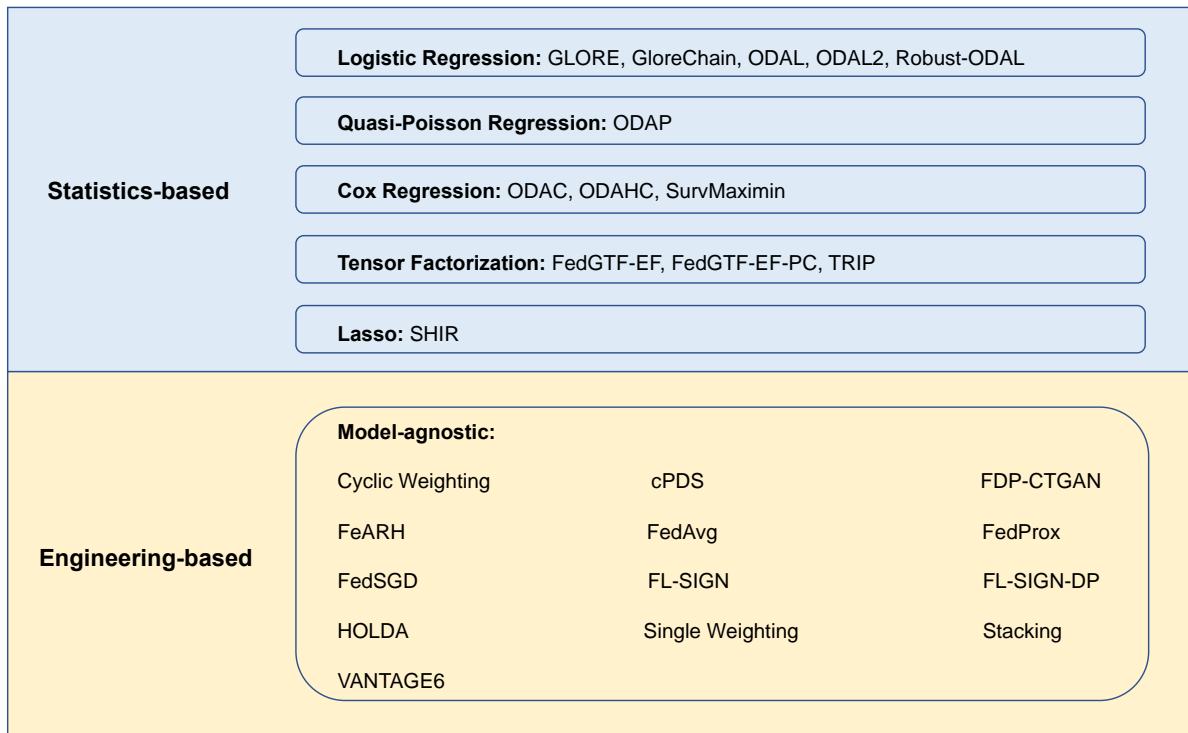 Logistic Regression: GLORE, GloreChain, ODAL, ODAL2, Robust-ODAL
Quasi-Poisson Regression: ODAP
Statistics-based
Cox Regression: ODAC, ODAHC, SurvMaximin
Tensor Factorization: FedGTF-EF, FedGTF-EF-PC, TRIP
Lasso: SHIR
Model-agnostic:
Cyclic Weighting cPDS FDP-CTGAN
FeARH FedAvg FedProx
Engineering-based
FedSGD FL-SIGN FL-SIGN-DP
HOLDA Single Weighting Stacking
VANTAGE6